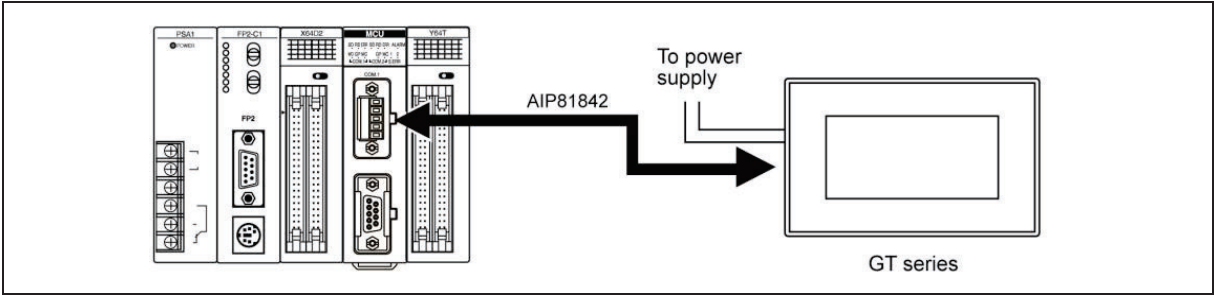 PSA1
POWER
FP2-C1
FP2
X64D2
MCU
COM.1
Y64T
AIP81842
To power
supply
GT series